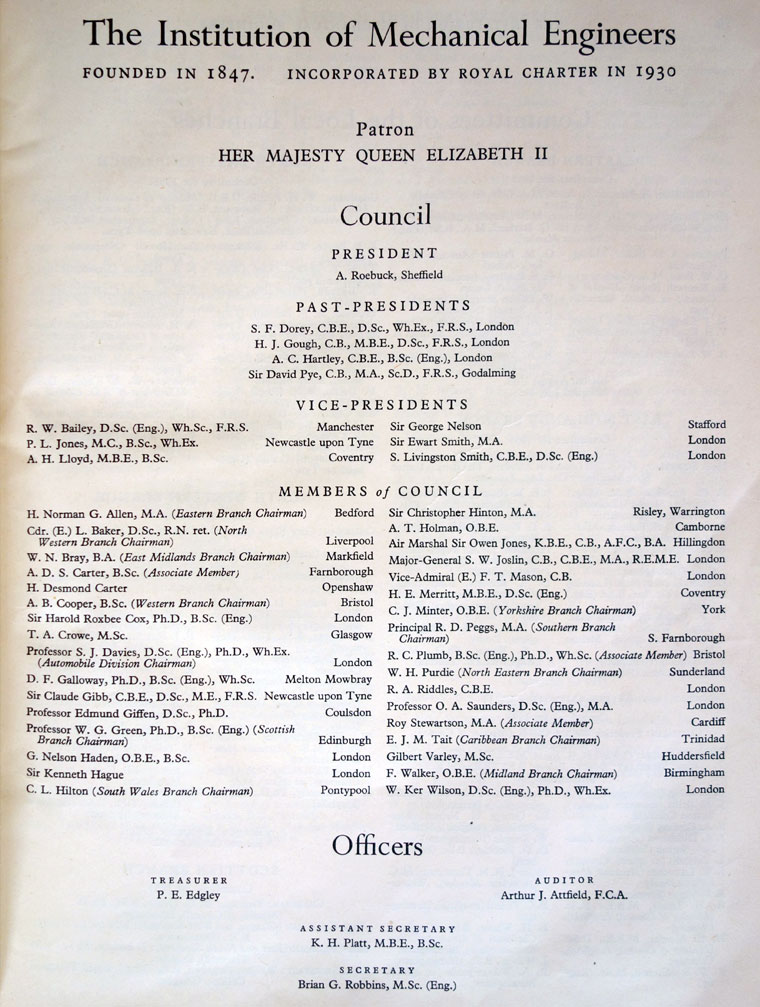 The Institution of Mechanical Engineers
FOUNDED IN 1847. INCORPORATED BY ROYAL CHARTER IN 1930
Patron
HER MAJESTY QUEEN ELIZABETH II
Council
PRESIDENT
A. Roebuck, Sheffield
PAST-PRESIDENTS
S. F. Dorey, C.B.E., D.Sc., Wh.Ex., F.R.S., London
H. J. Gough, C.B., M.B.E., D.Sc., F.R.S., London
A. C. Hartley, C.B.E., B.Sc. (Eng.), London
Sir David Pye, C.B., M.A., Sc.D., F.R.S., Godalming
VICE-PRESIDENTS
R. W. Bailey, D.Sc. (Eng.), Wh.Sc., F.R.S. Manchester
P. L. Jones, M.C., B.Sc., Wh.Ex. Newcastle upon Tyne
A. H. Lloyd, M.B.E., B.Sc. Coventry
Sir George Nelson Stafford
Sir Ewart Smith, M.A. London
S. Livingston Smith, C.B.E., D.Sc. (Eng.) London
MEMBERS of COUNCIL
H. Norman G. Allen, M.A. (Eastern Branch Chairman) Bedford
Cdr. (E.) L. Baker, D.Sc., R.N. ret. (North
Western Branch Chairman) Liverpool
W. N. Bray, B.A. (East Midlands Branch Chairman) Markfield
A. D. S. Carter, B.Sc. (Associate Member) Farnborough
H. Desmond Carter Openshaw
A. B. Cooper, B.Sc. (Western Branch Chairman) Bristol
Sir Harold Roxbee Cox, Ph.D., B.Sc. (Eng.) London
T. A. Crowe, M.Sc. Glasgow
Professor S. J. Davies, D.Sc. (Eng.), Ph.D., Wh.Ex.
(Automobile Division Chairman) London
D. F. Galloway, Ph.D., B.Sc. (Eng.), Wh.Sc. Melton Mowbray
Sir Claude Gibb, C.B.E., D.Sc., M.E., F.R.S. Newcastle upon Tyne
Professor Edmund Giffen, D.Sc., Ph.D. Coulsdon
Professor W. G. Green, Ph.D., B.Sc. (Eng.) (Scottish
Branch Chairman) Edinburgh
G. Nelson Haden, O.B.E., B.Sc. London
Sir Kenneth Hague London
C. L. Hilton (South Wales Branch Chairman) Pontypool
Sir Christopher Hinton, M.A. Risley, Warrington
A. T. Holman, O.B.E. Camborne
Air Marshal Sir Owen Jones, K.B.E., C.B., A.F.C., B.A. Hillingdon
Major-General S. W. Joslin, C.B., C.B.E., M.A., R.E.M.E. London
Vice-Admiral (E.) F. T. Mason, C.B. London
H. E. Merritt, M.B.E., D.Sc. (Eng.) Coventry
C. J. Minter, O.B.E. (Yorkshire Branch Chairman) York
Principal R. D. Peggs, M.A. (Southern Branch
Chairman) S. Farnborough
R. C. Plumb, B.Sc. (Eng.), Ph.D., Wh.Sc. (Associate Member) Bristol
W. H. Purdie (North Eastern Branch Chairman) Sunderland
R. A. Riddles, C.B.E. London
Professor O. A. Saunders, D.Sc. (Eng.), M.A. London
Roy Stewartson, M.A. (Associate Member) Cardiff
E. J. M. Tait (Caribbean Branch Chairman) Trinidad
Gilbert Varley, M.Sc. Huddersfield
F. Walker, O.B.E. (Midland Branch Chairman) Birmingham
W. Ker Wilson, D.Sc. (Eng.), Ph.D., Wh.Ex. London
Officers
TREASURER
P. E. Edgley
AUDITOR
Arthur J. Attfield, F.C.A.
ASSISTANT SECRETARY
K. H. Platt, M.B.E., B.Sc.
SECRETARY
Brian G. Robbins, M.Sc. (Eng.)